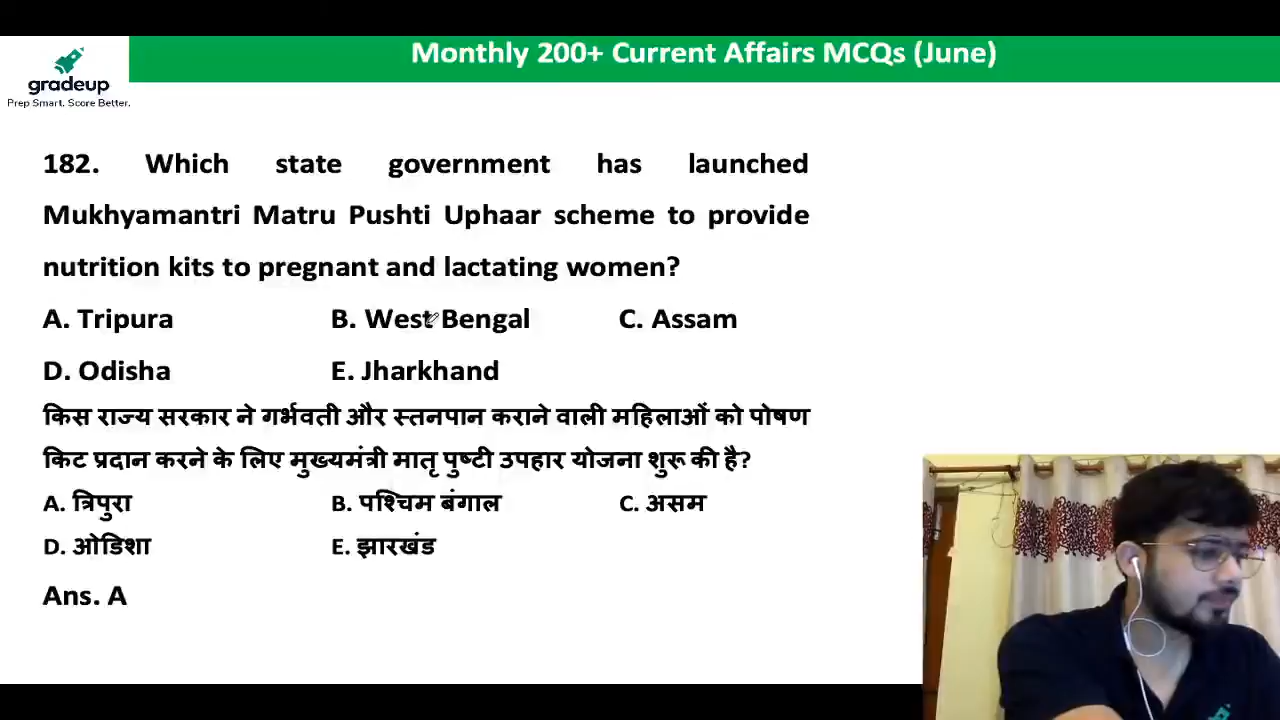 Monthly 200+ Current Affairs MCQs (June)
gradeup
Prep Smart. Score Better.
182. Which state government has launched
Mukhyamantri Matru Pushti Uphaar scheme to provide
nutrition kits to pregnant and lactating women?
A. Tripura B. West Bengal C. Assam
D. Odisha E. Jharkhand
किस राज्य सरकार ने गर्भवती और स्तनपान कराने वाली महिलाओं को पोषण
किट प्रदान करने के लिए मुख्यमंत्री मातृ पुष्टी उपहार योजना शुरू की है?
A. त्रिपुरा B. पश्चिम बंगाल C. असम
D. ओडिशा E. झारखंड
Ans. A